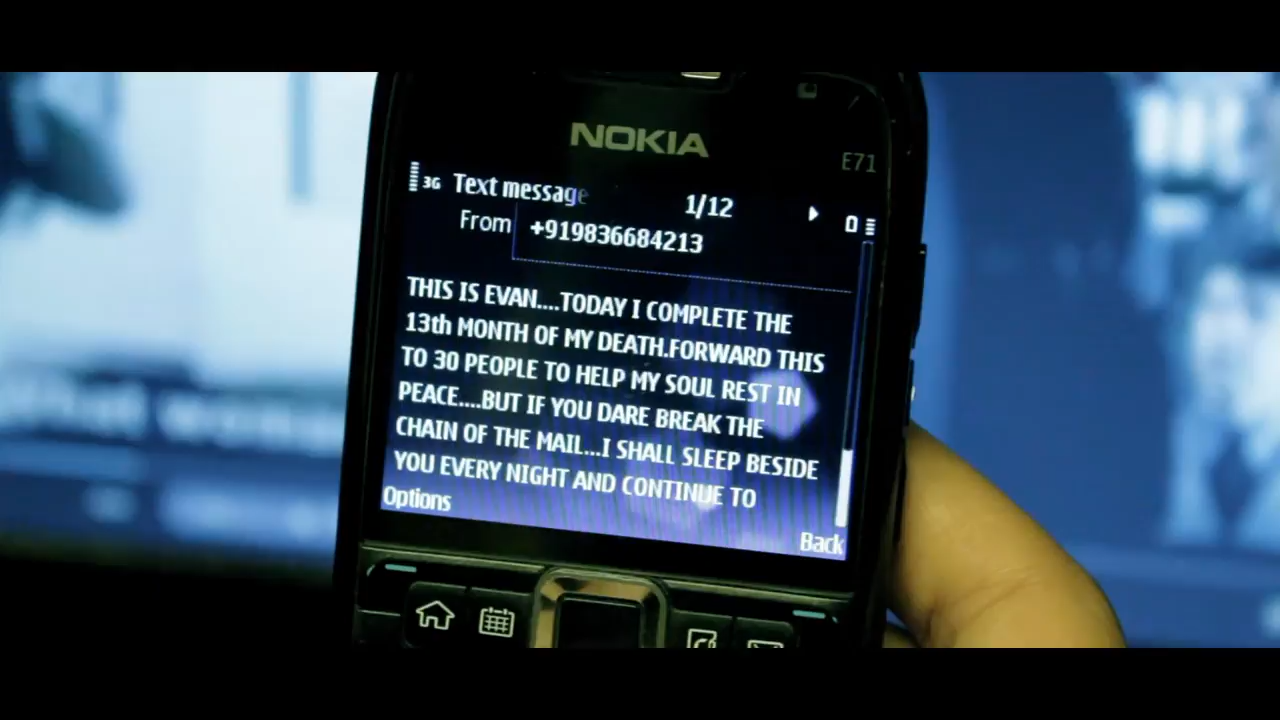 NOKIA
E71
3G Text message 1/12
From +919836684213
THIS IS EVAN....TODAY I COMPLETE THE
13th MONTH OF MY DEATH.FORWARD THIS
TO 30 PEOPLE TO HELP MY SOUL REST IN
PEACE....BUT IF YOU DARE BREAK THE
CHAIN OF THE MAIL...I SHALL SLEEP BESIDE
YOU EVERY NIGHT AND CONTINUE TO
Options
Back